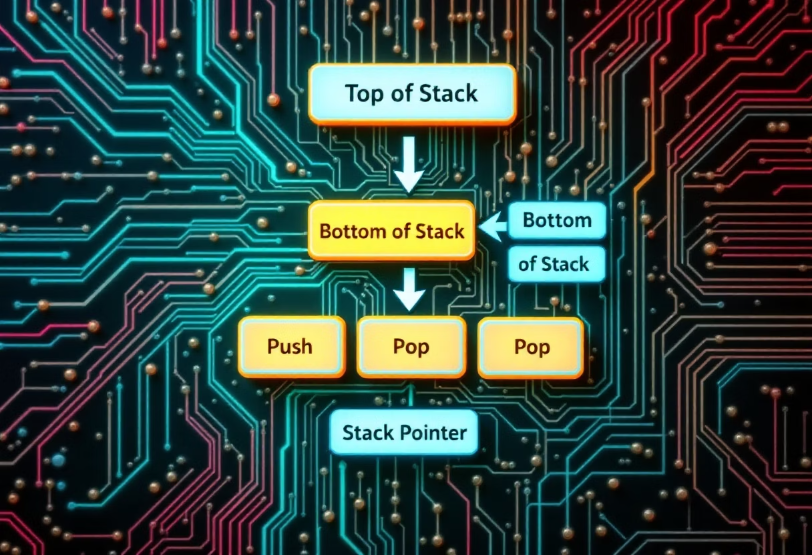 Top of Stack
Bottom of Stack
Bottom
of Stack
Push
Pop
Pop
Stack Pointer